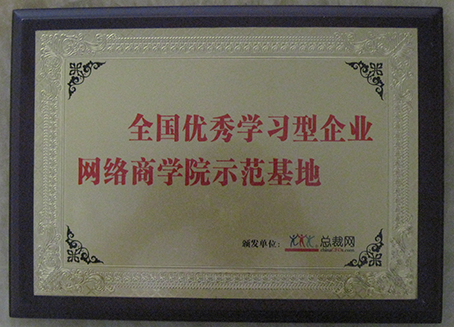 全国优秀学习型企业
网络商学院示范基地
颁发单位: 总裁网